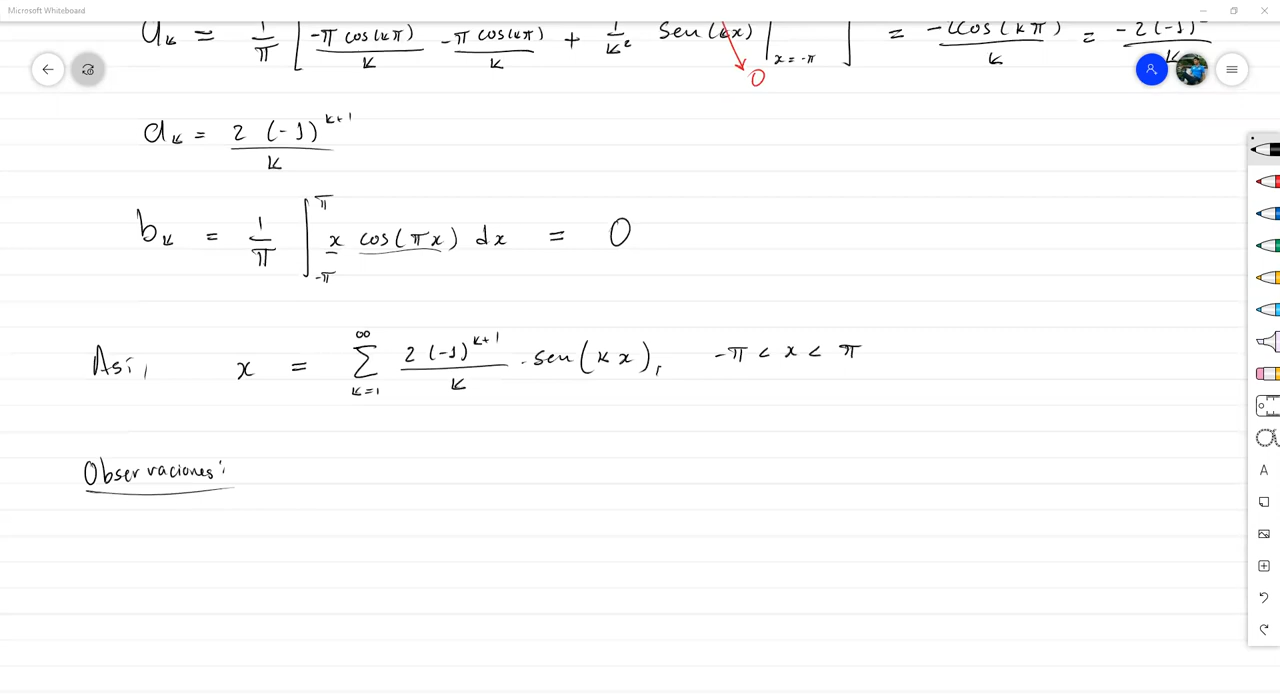 Microsoft Whiteboard
a_k = 1/π [ -π cos(kπ)/k -π cos(kπ)/k + 1/k² sen(kx) |_{x=-π} ] = -2cos(kπ)/k = -2(-1)/k
0
a_k = 2 (-1)^{k+1}/k
b_k = 1/π ∫_{-π}^{π} x cos(πx) dx = 0
Así, x = ∑_{k=1}^{∞} 2(-1)^{k+1}/k · sen(kx), -π < x < π
Observaciones: